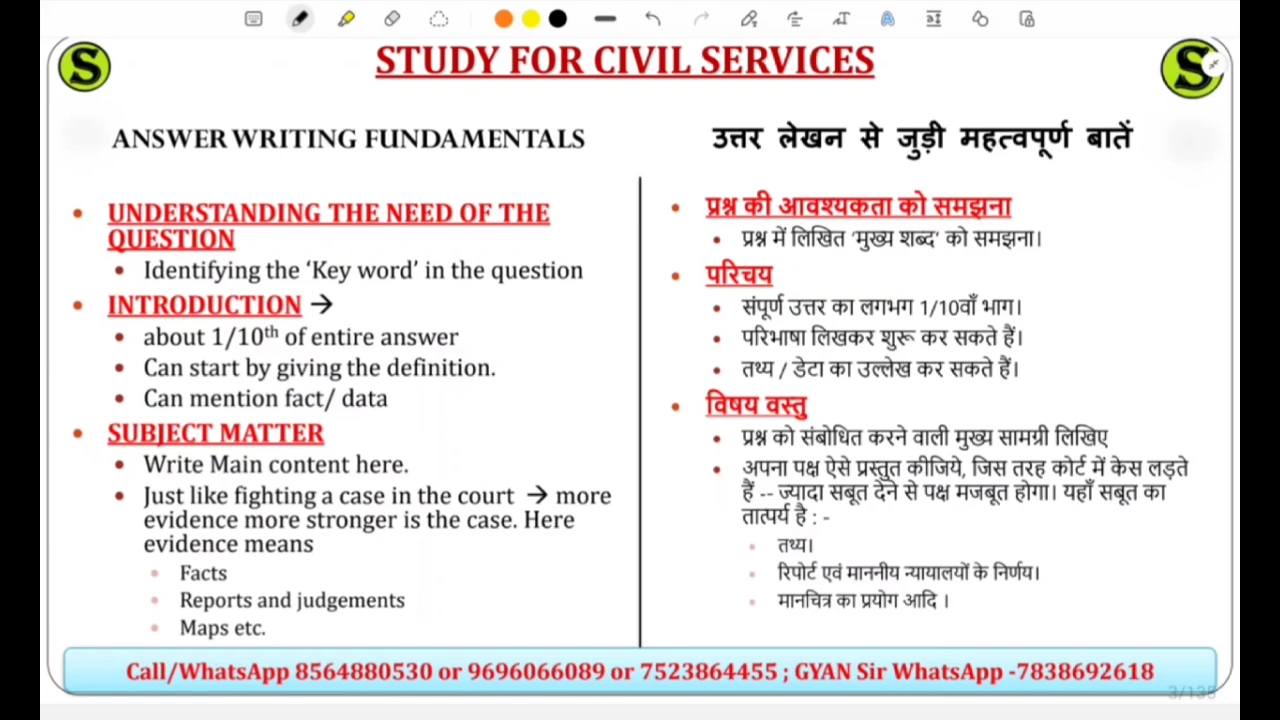 S
STUDY FOR CIVIL SERVICES
S
ANSWER WRITING FUNDAMENTALS
• UNDERSTANDING THE NEED OF THE
QUESTION
• Identifying the ‘Key word’ in the question
• INTRODUCTION →
• about 1/10th of entire answer
• Can start by giving the definition.
• Can mention fact/ data
• SUBJECT MATTER
• Write Main content here.
• Just like fighting a case in the court → more
evidence more stronger is the case. Here
evidence means
• Facts
• Reports and judgements
• Maps etc.
उत्तर लेखन से जुड़ी महत्वपूर्ण बातें
• प्रश्न की आवश्यकता को समझना
• प्रश्न में लिखित ‘मुख्य शब्द’ को समझना।
• परिचय
• संपूर्ण उत्तर का लगभग 1/10वाँ भाग।
• परिभाषा लिखकर शुरू कर सकते हैं।
• तथ्य / डेटा का उल्लेख कर सकते हैं।
• विषय वस्तु
• प्रश्न को संबोधित करने वाली मुख्य सामग्री लिखिए
• अपना पक्ष ऐसे प्रस्तुत कीजिये, जिस तरह कोर्ट में केस लड़ते
हैं -- ज्यादा सबूत देने से पक्ष मजबूत होगा। यहाँ सबूत का
तात्पर्य है : -
• तथ्य।
• रिपोर्ट एवं माननीय न्यायालयों के निर्णय।
• मानचित्र का प्रयोग आदि ।
Call/WhatsApp 8564880530 or 9696066089 or 7523864455 ; GYAN Sir WhatsApp -7838692618
3/135